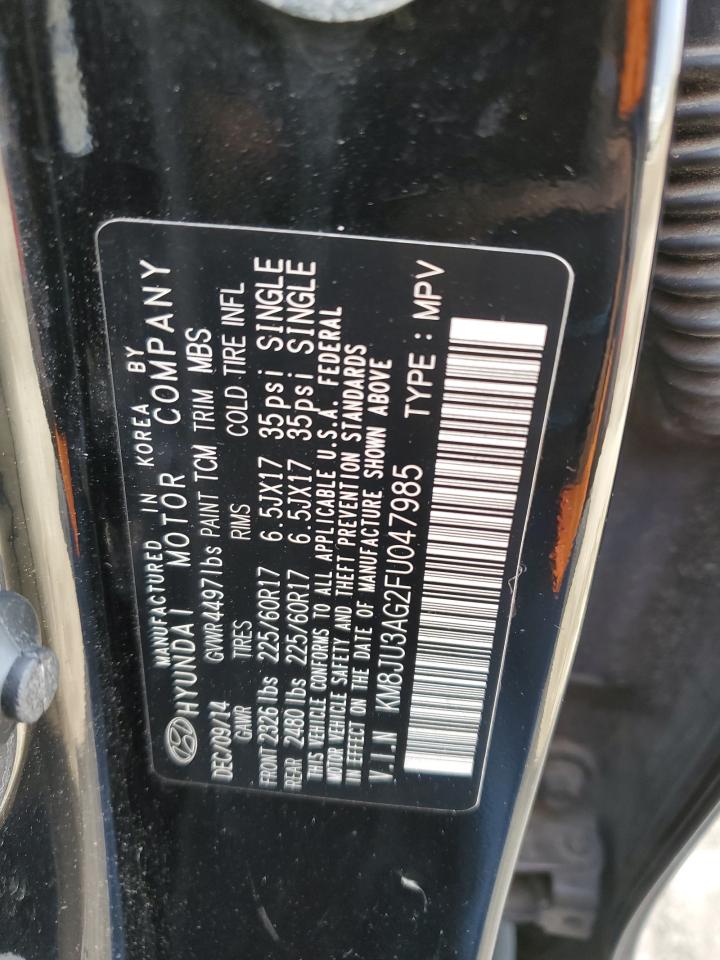 MANUFACTURED IN KOREA BY
HYUNDAI MOTOR COMPANY
DEC/09/14 GVWR 4497lbs PAINT TCM TRIM MBS
GAWR TIRES RIMS COLD TIRE INFL
FRONT 2326 lbs 225/60R17 6.5JX17 35psi SINGLE
REAR 2480 lbs 225/60R17 6.5JX17 35psi SINGLE
THIS VEHICLE CONFORMS TO ALL APPLICABLE U.S.A. FEDERAL
MOTOR VEHICLE SAFETY AND THEFT PREVENTION STANDARDS
IN EFFECT ON THE DATE OF MANUFACTURE SHOWN ABOVE
V.I.N KM8JU3AG2FU047985 TYPE : MPV